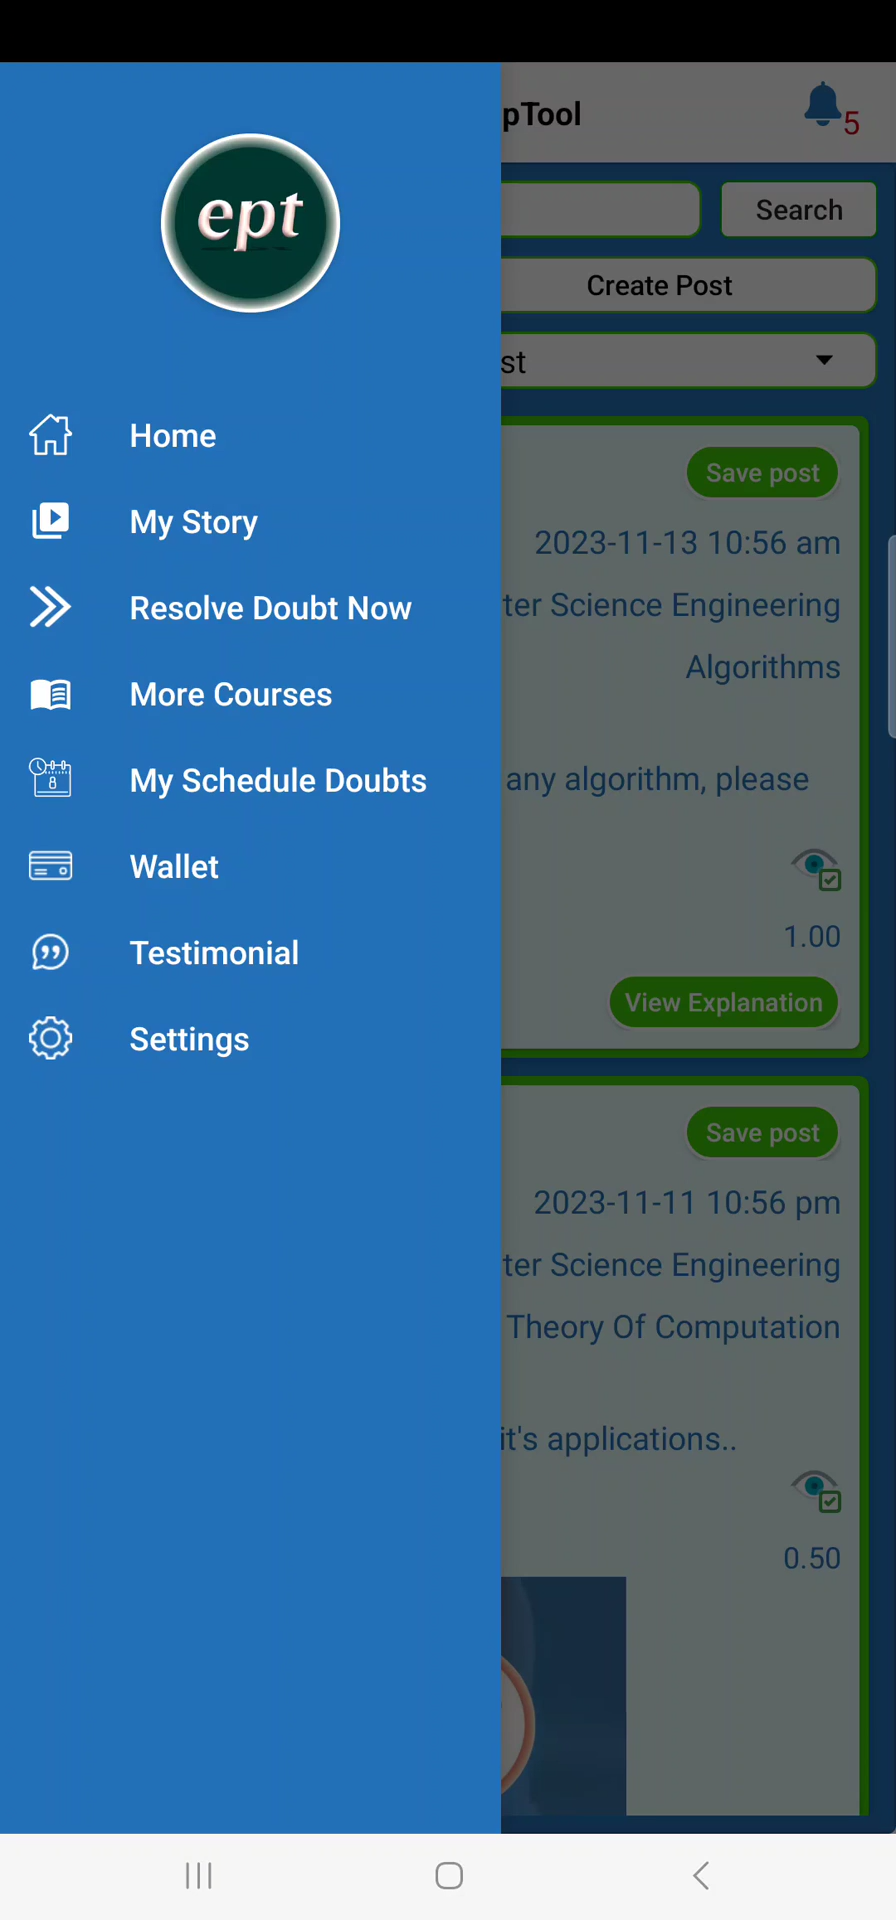 pTool
5
ept
Search
Create Post
st
Home
Save post
My Story
2023-11-13 10:56 am
Resolve Doubt Now
ter Science Engineering
More Courses
Algorithms
8
My Schedule Doubts
any algorithm, please
Wallet
1.00
Testimonial
View Explanation
Settings
Save post
2023-11-11 10:56 pm
ter Science Engineering
Theory Of Computation
it's applications..
0.50